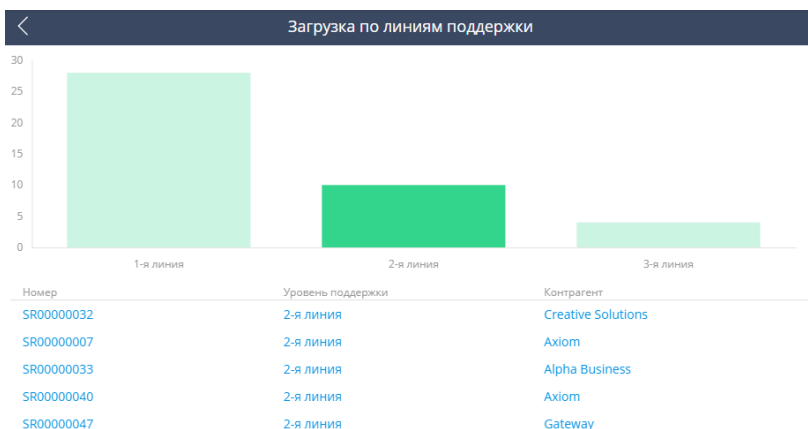 Загрузка по линиям поддержки
30
25
20
15
10
5
0
1-я линия 2-я линия 3-я линия
Номер Уровень поддержки Контрагент
SR00000032 2-я линия Creative Solutions
SR00000007 2-я линия Axiom
SR00000033 2-я линия Alpha Business
SR00000040 2-я линия Axiom
SR00000047 2-я линия Gateway